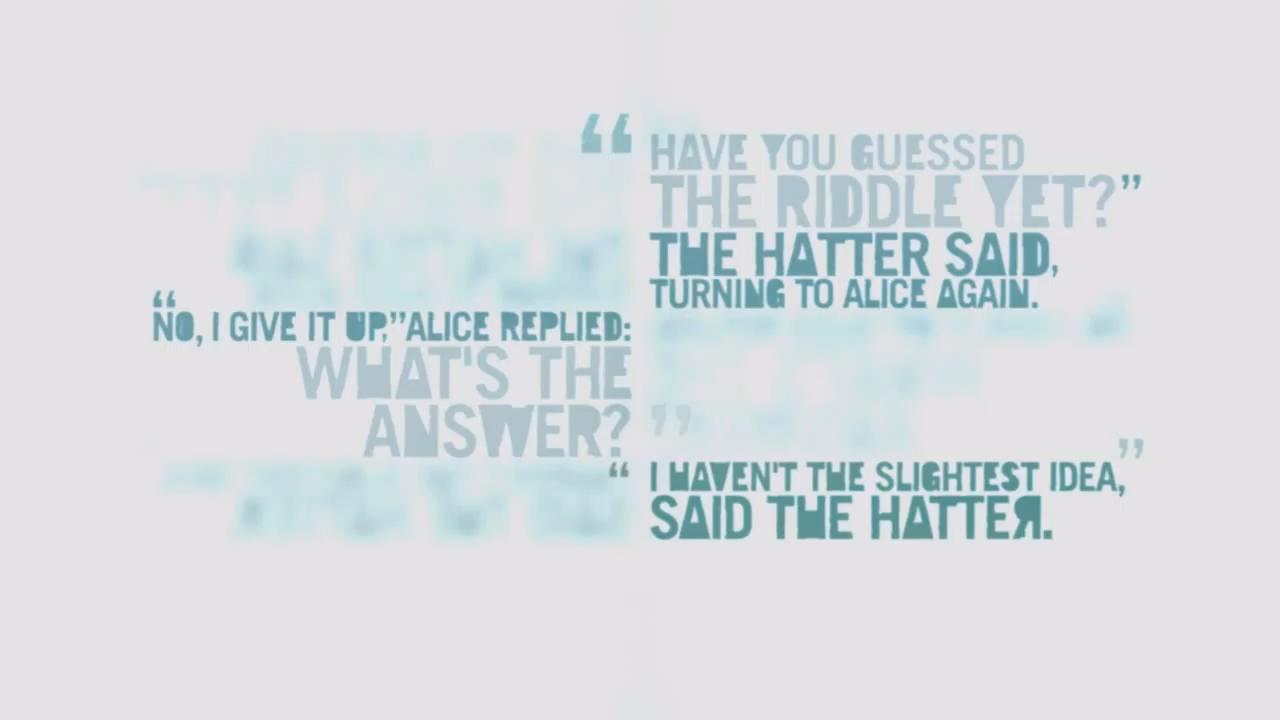 “ HAVE YOU GUESSED
THE RIDDLE YET?”
THE HATTER SAID,
TURNING TO ALICE AGAIN.
“NO, I GIVE IT UP,” ALICE REPLIED:
WHAT'S THE
ANSWER? ”
“ I HAVEN'T THE SLIGHTEST IDEA,”
SAID THE HATTEЯ.